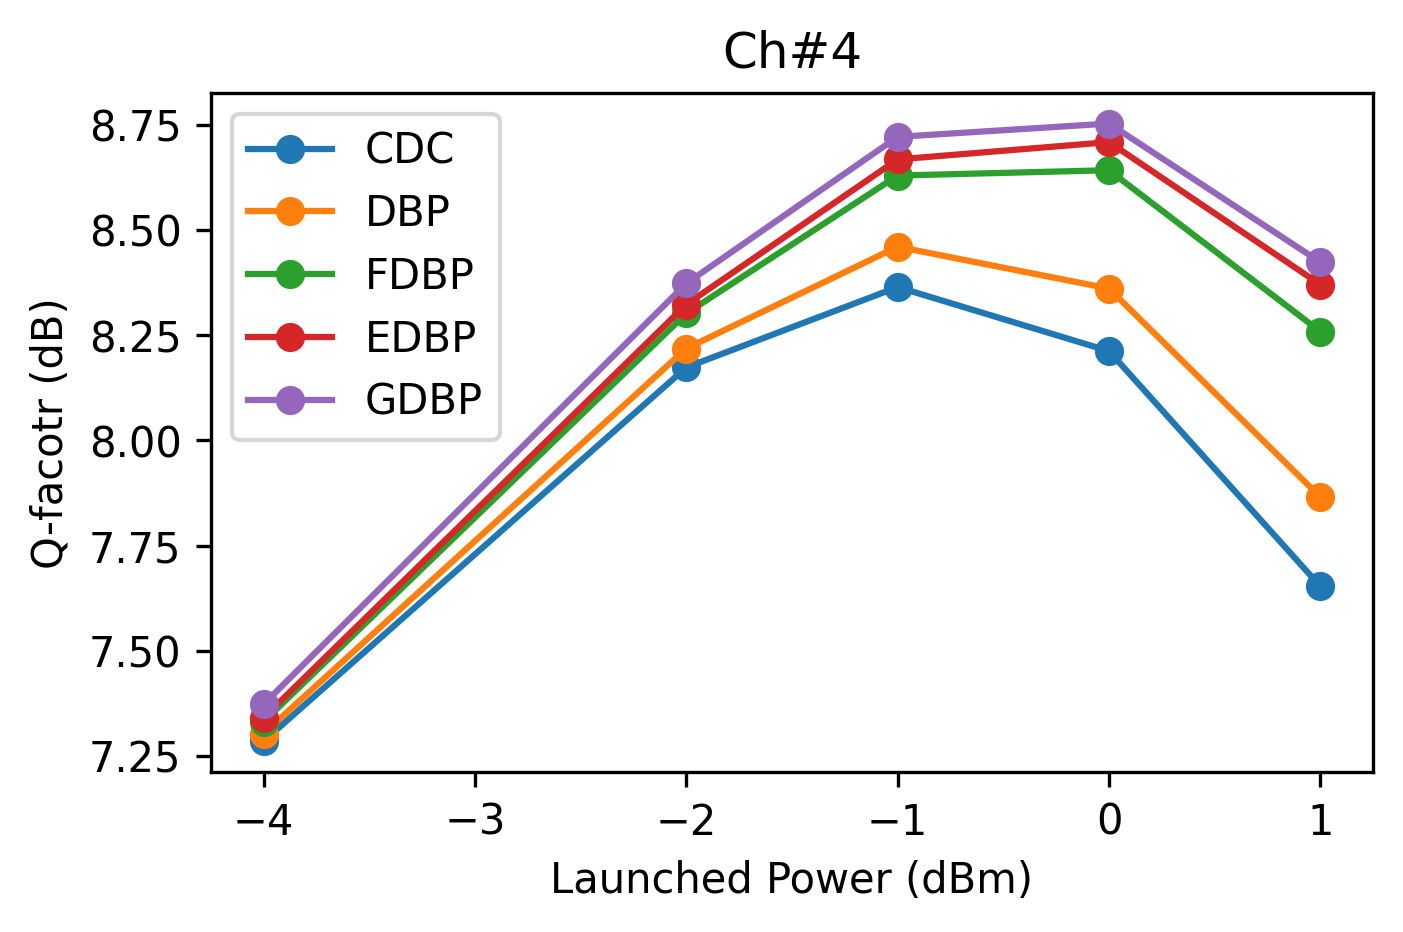 Ch#4
8.75
8.50
8.25
8.00
7.75
7.50
7.25
Q-facotr (dB)
CDC
DBP
FDBP
EDBP
GDBP
−4
−3
−2
−1
0
1
Launched Power (dBm)